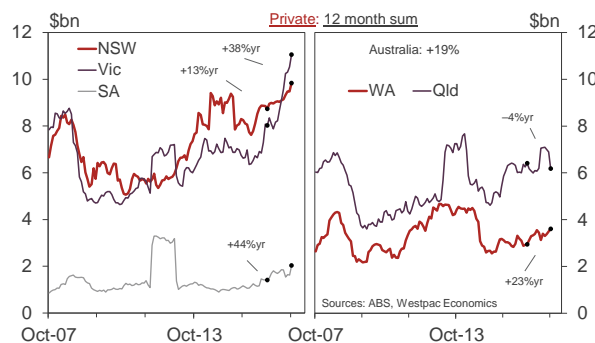 Private: 12 month sum
$bn
$bn
12
10
8
6
4
2
0
NSW
Vic
SA
+38%yr
+13%yr
+44%yr
Oct-07
Oct-13
Australia: +19%
WA
Qld
–4%yr
+23%yr
Sources: ABS, Westpac Economics
Oct-07
Oct-13
12
10
8
6
4
2
0